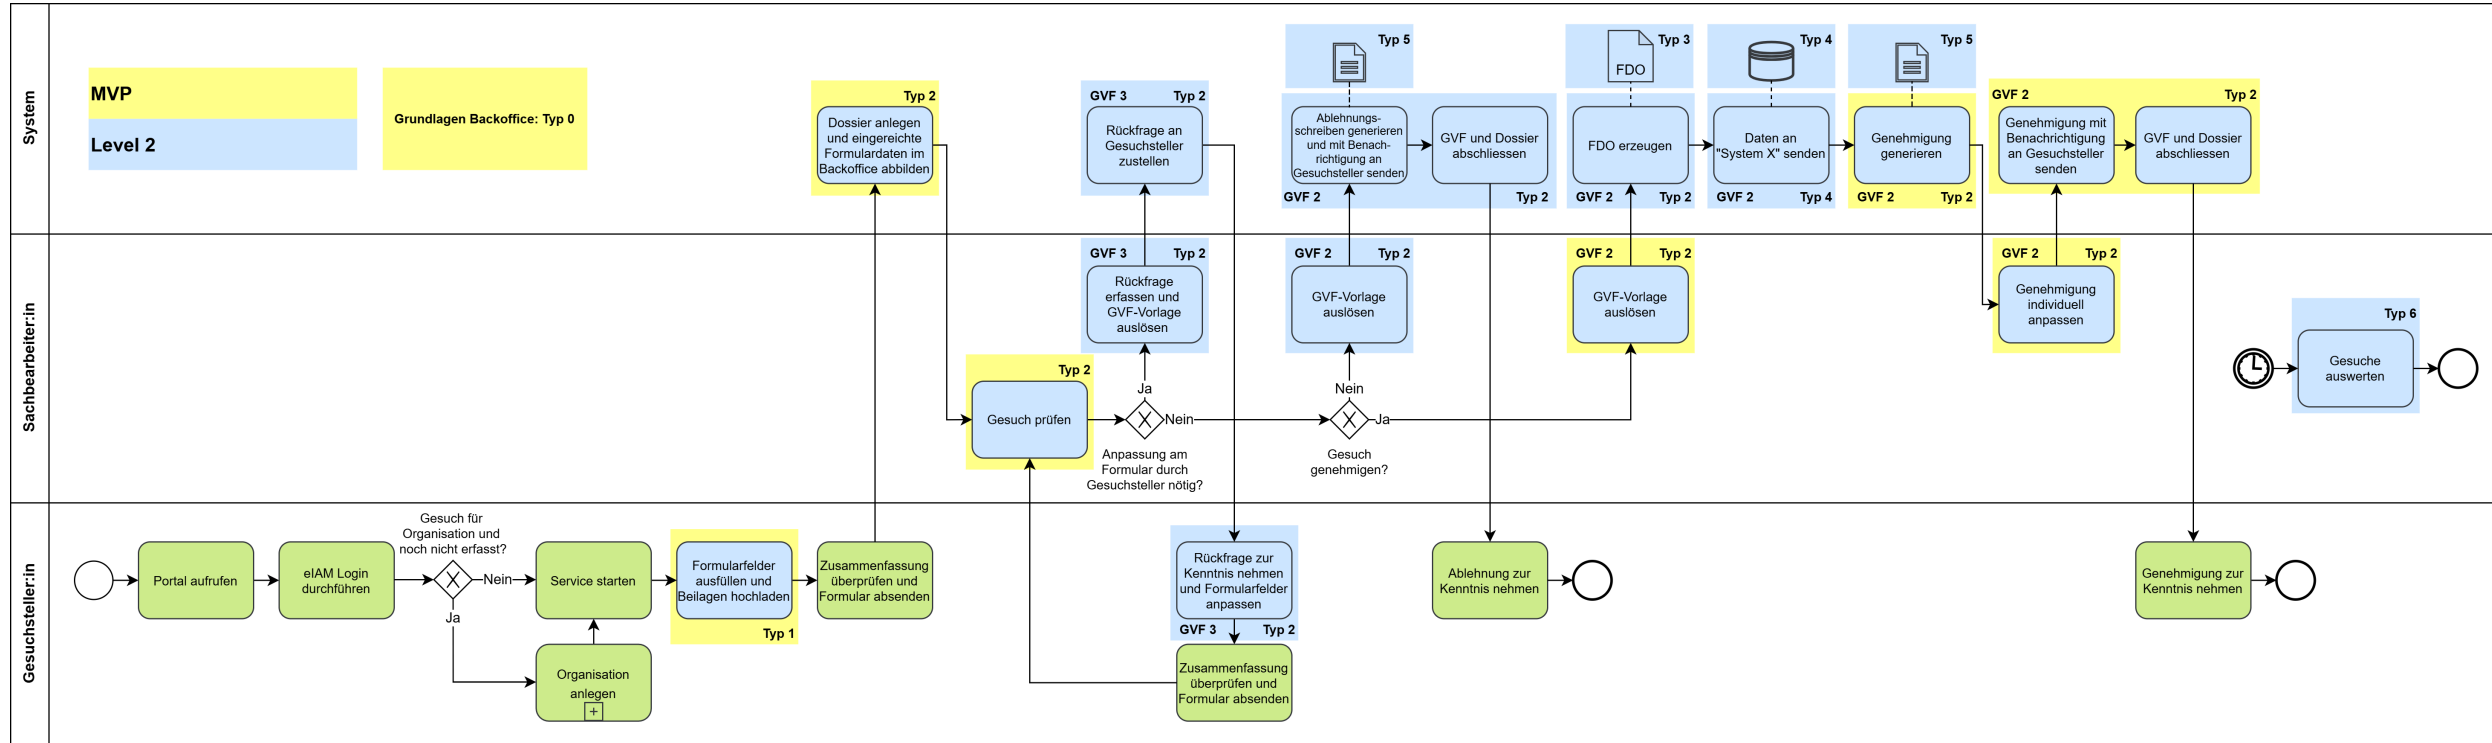 System
MVP
Level 2
Grundlagen Backoffice: Typ 0
Typ 2
Dossier anlegen
und eingereichte
Formulardaten im
Backoffice abbilden
GVF 3
Typ 2
Rückfrage an
Gesuchsteller
zustellen
Typ 5
Ablehnungs-
schreiben generieren
und mit Benach-
richtigung an
Gesuchsteller senden
GVF 2
GVF und Dossier
abschliessen
Typ 2
Typ 3
FDO
FDO erzeugen
GVF 2
Typ 2
Typ 4
Daten an
"System X" senden
GVF 2
Typ 4
Typ 5
Genehmigung
generieren
GVF 2
Typ 2
GVF 2
Typ 2
Genehmigung mit
Benachrichtigung
an Gesuchsteller
senden
GVF und Dossier
abschliessen
Sachbearbeiter:in
Typ 2
Gesuch prüfen
GVF 3
Typ 2
Rückfrage
erfassen und
GVF-Vorlage
auslösen
Ja
Nein
Anpassung am
Formular durch
Gesuchsteller nötig?
GVF 2
Typ 2
GVF-Vorlage
auslösen
Nein
Ja
Gesuch
genehmigen?
GVF 2
Typ 2
GVF-Vorlage
auslösen
GVF 2
Typ 2
Genehmigung
individuell
anpassen
Typ 6
Gesuche
auswerten
Gesuchsteller:in
Portal aufrufen
eIAM Login
durchführen
Gesuch für
Organisation und
noch nicht erfasst?
Nein
Ja
Service starten
Organisation
anlegen
Formularfelder
ausfüllen und
Beilagen hochladen
Typ 1
Zusammenfassung
überprüfen und
Formular absenden
Rückfrage zur
Kenntnis nehmen
und Formularfelder
anpassen
GVF 3
Typ 2
Zusammenfassung
überprüfen und
Formular absenden
Ablehnung zur
Kenntnis nehmen
Genehmigung zur
Kenntnis nehmen